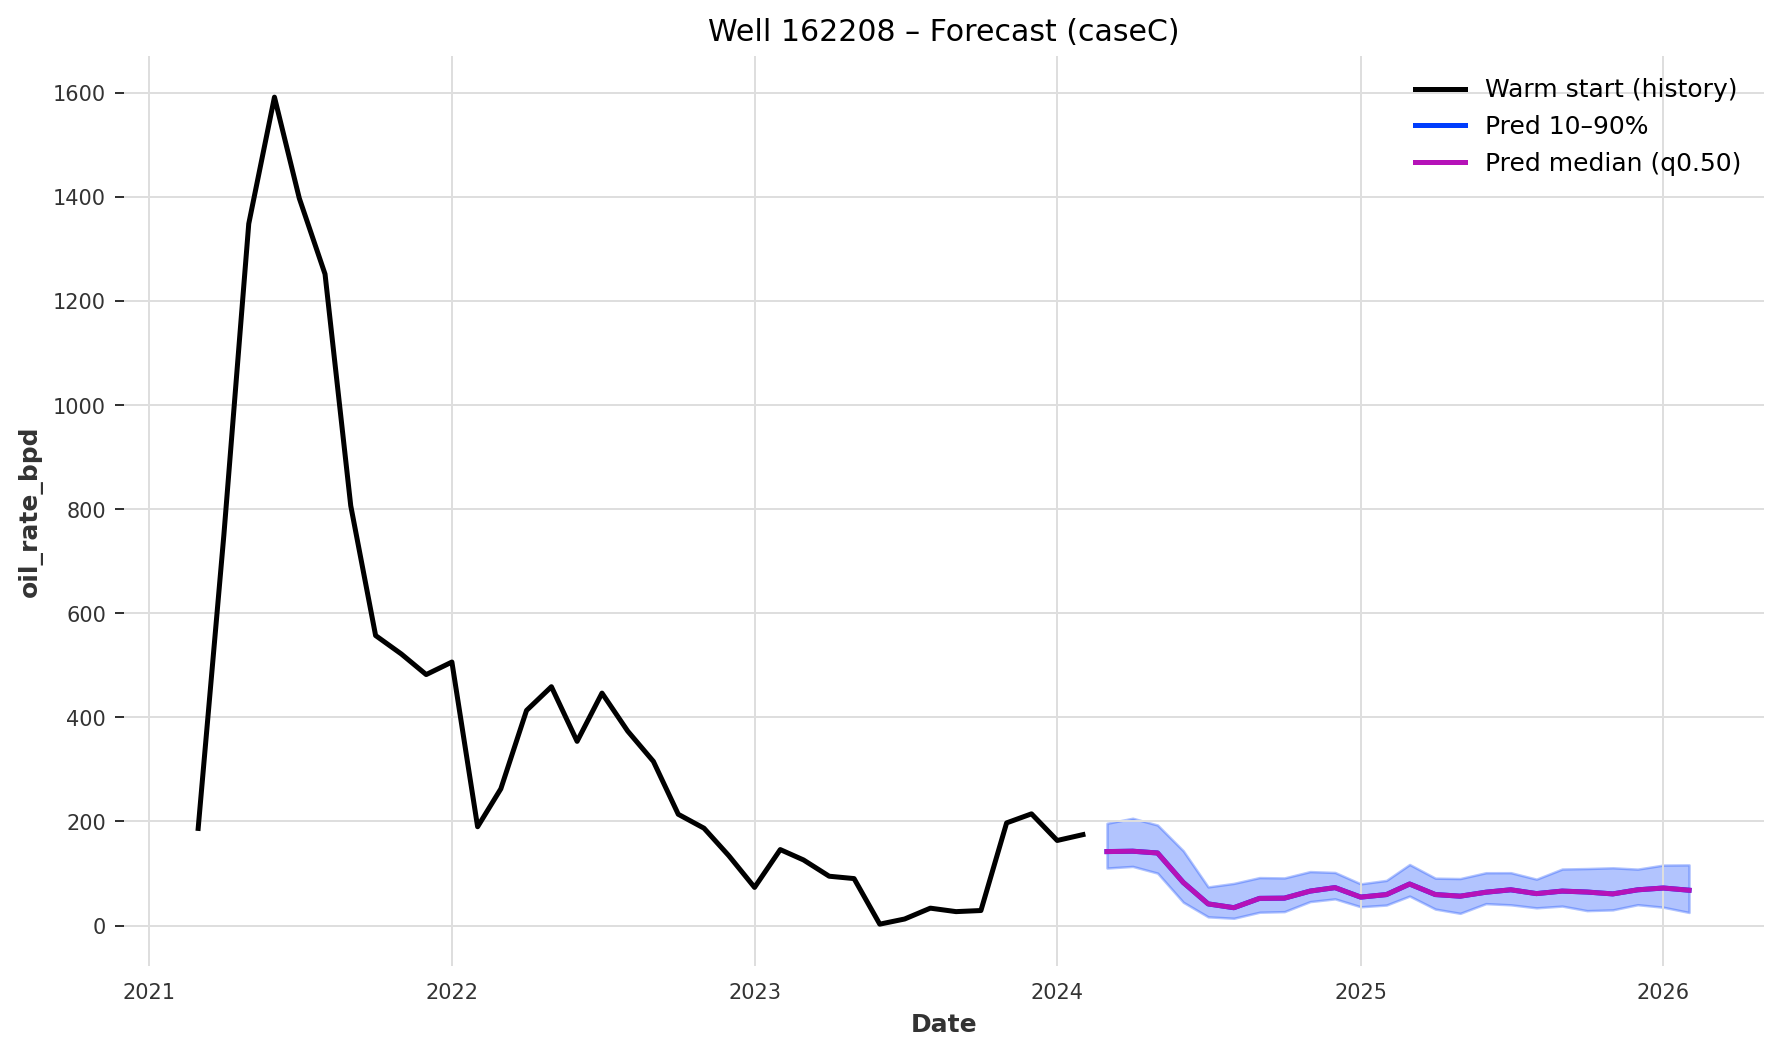 Well 162208 – Forecast (caseC)
Warm start (history)
Pred 10–90%
Pred median (q0.50)
oil_rate_bpd
1600
1400
1200
1000
800
600
400
200
0
2021 2022 2023 2024 2025 2026
Date